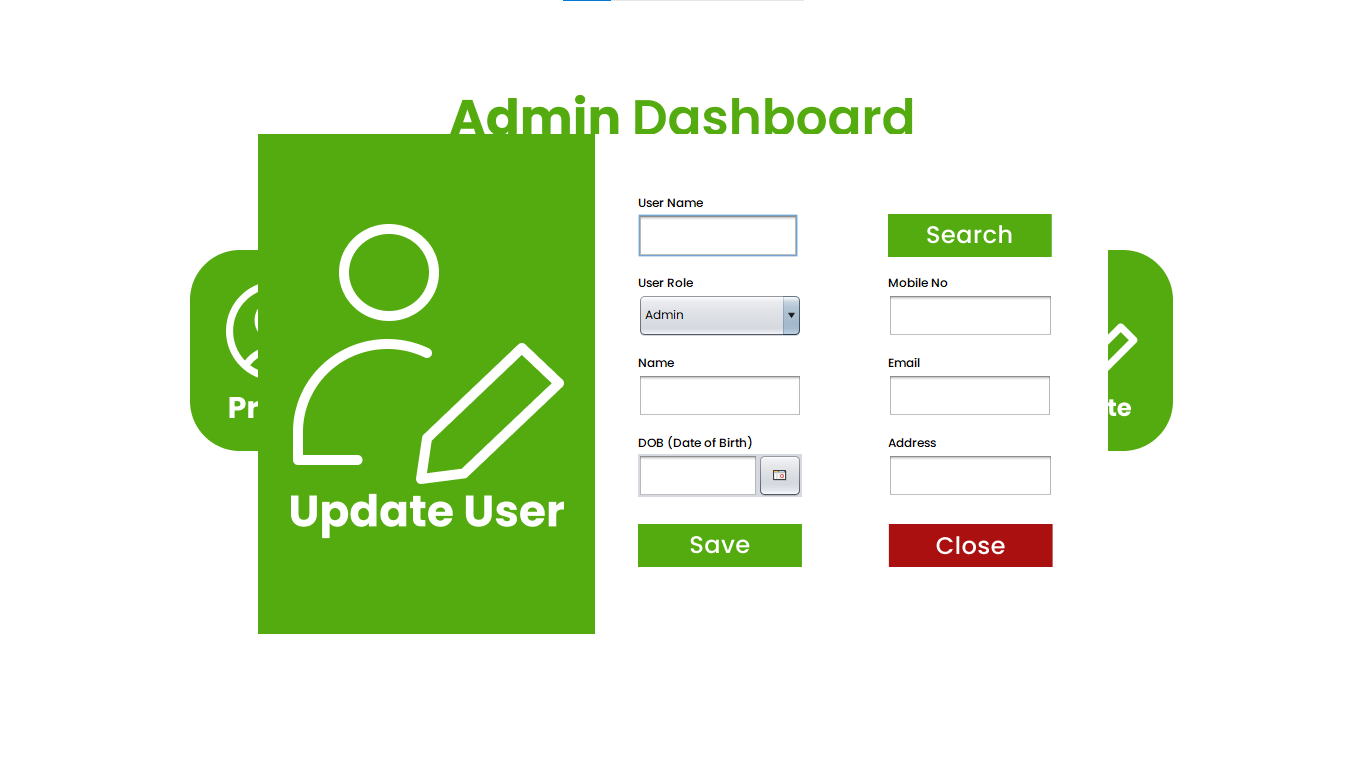 Admin Dashboard
User Name
Search
User Role
Mobile No
Admin
Name
Email
Pr
te
DOB (Date of Birth)
Address
Update User
Save
Close